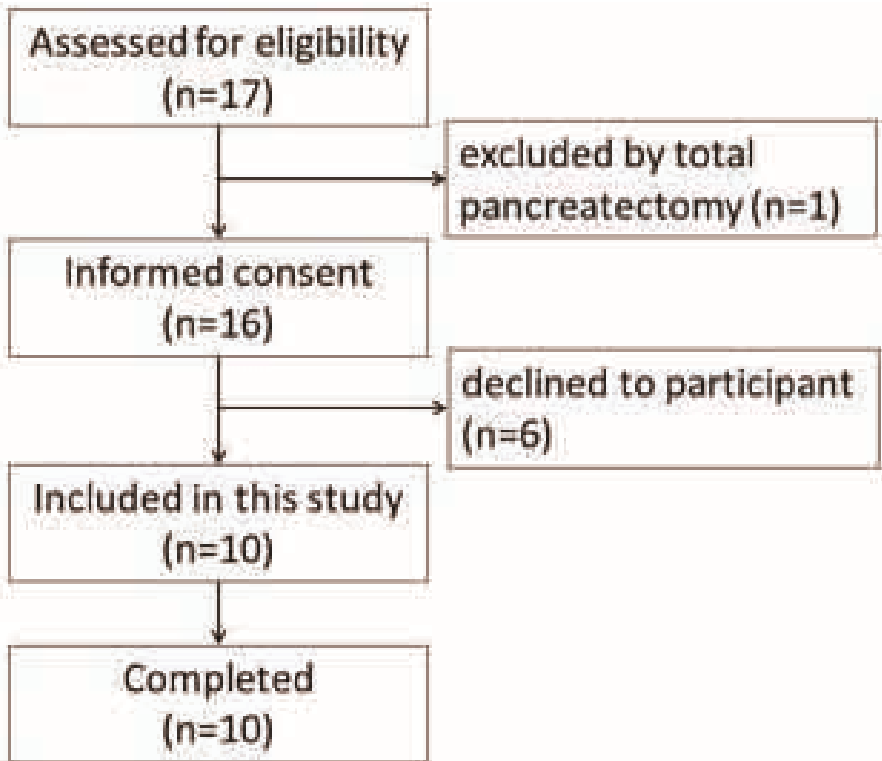 Assessed for eligibility
(n=17)
excluded by total
pancreatectomy (n=1)
Informed consent
(n=16)
declined to participant
(n=6)
Included in this study
(n=10)
Completed
(n=10)